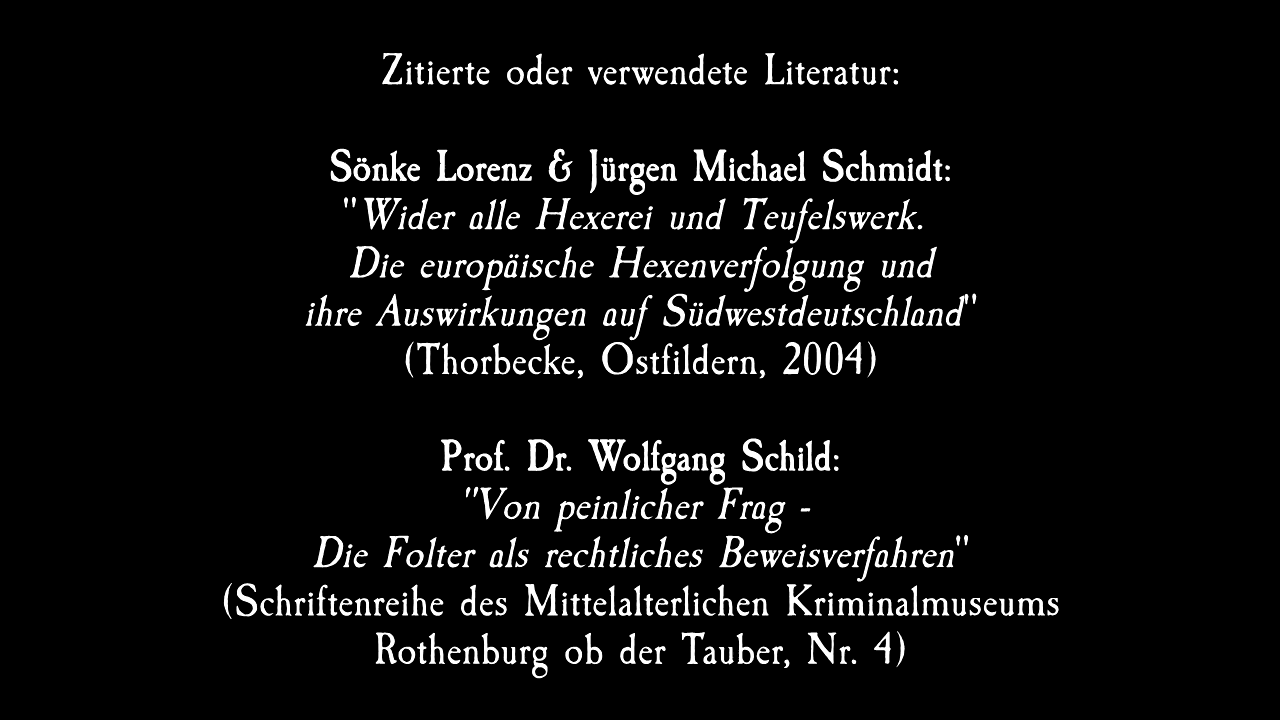 Zitierte oder verwendete Literatur:
Sönke Lorenz & Jürgen Michael Schmidt:
"Wider alle Hexerei und Teufelswerk.
Die europäische Hexenverfolgung und
ihre Auswirkungen auf Südwestdeutschland"
(Thorbecke, Ostfildern, 2004)
Prof. Dr. Wolfgang Schild:
"Von peinlicher Frag -
Die Folter als rechtliches Beweisverfahren"
(Schriftenreihe des Mittelalterlichen Kriminalmuseums
Rothenburg ob der Tauber, Nr. 4)